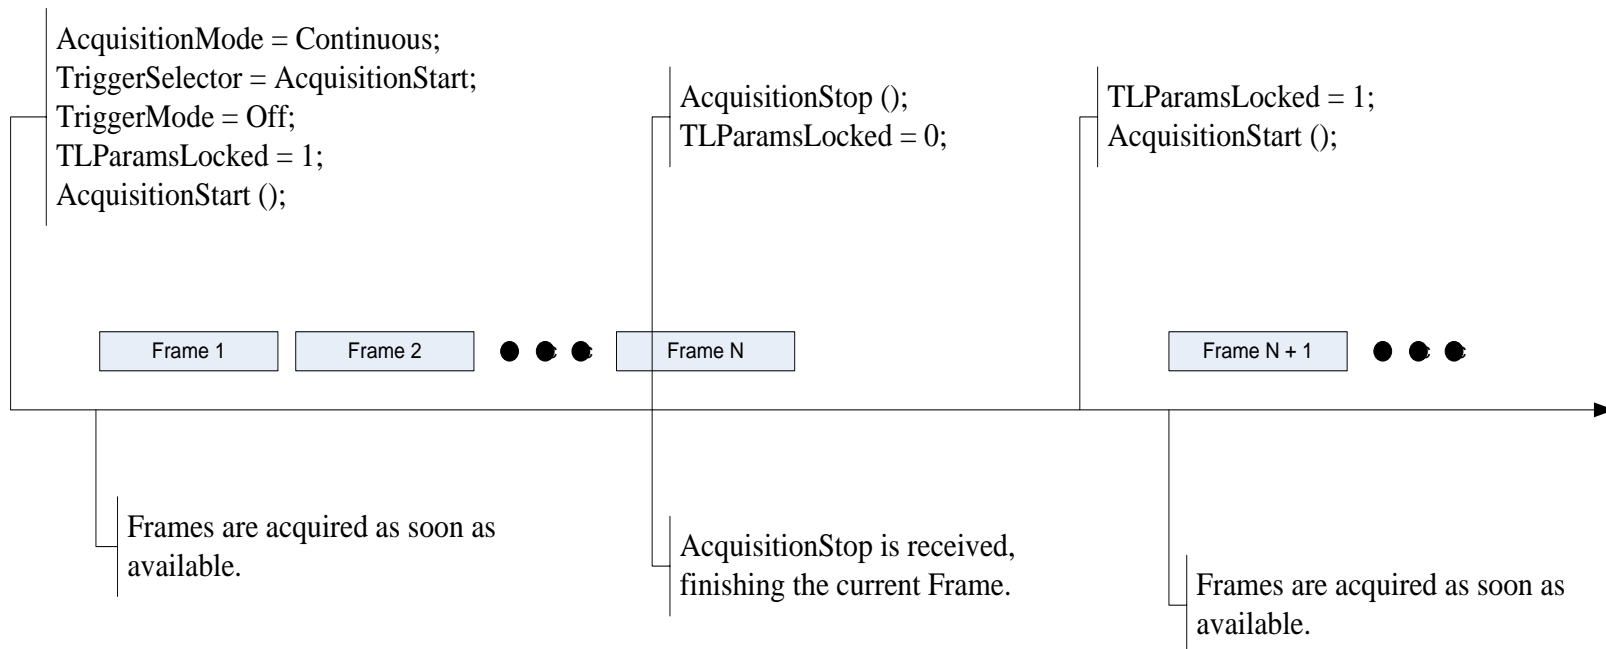 AcquisitionMode = Continuous;
TriggerSelector = AcquisitionStart;
TriggerMode = Off;
TLParamsLocked = 1;
AcquisitionStart ();
AcquisitionStop ();
TLParamsLocked = 0;
TLParamsLocked = 1;
AcquisitionStart ();
Frame 1
Frame 2
Frame N
Frame N + 1
Frames are acquired as soon as
available.
AcquisitionStop is received,
finishing the current Frame.
Frames are acquired as soon as
available.